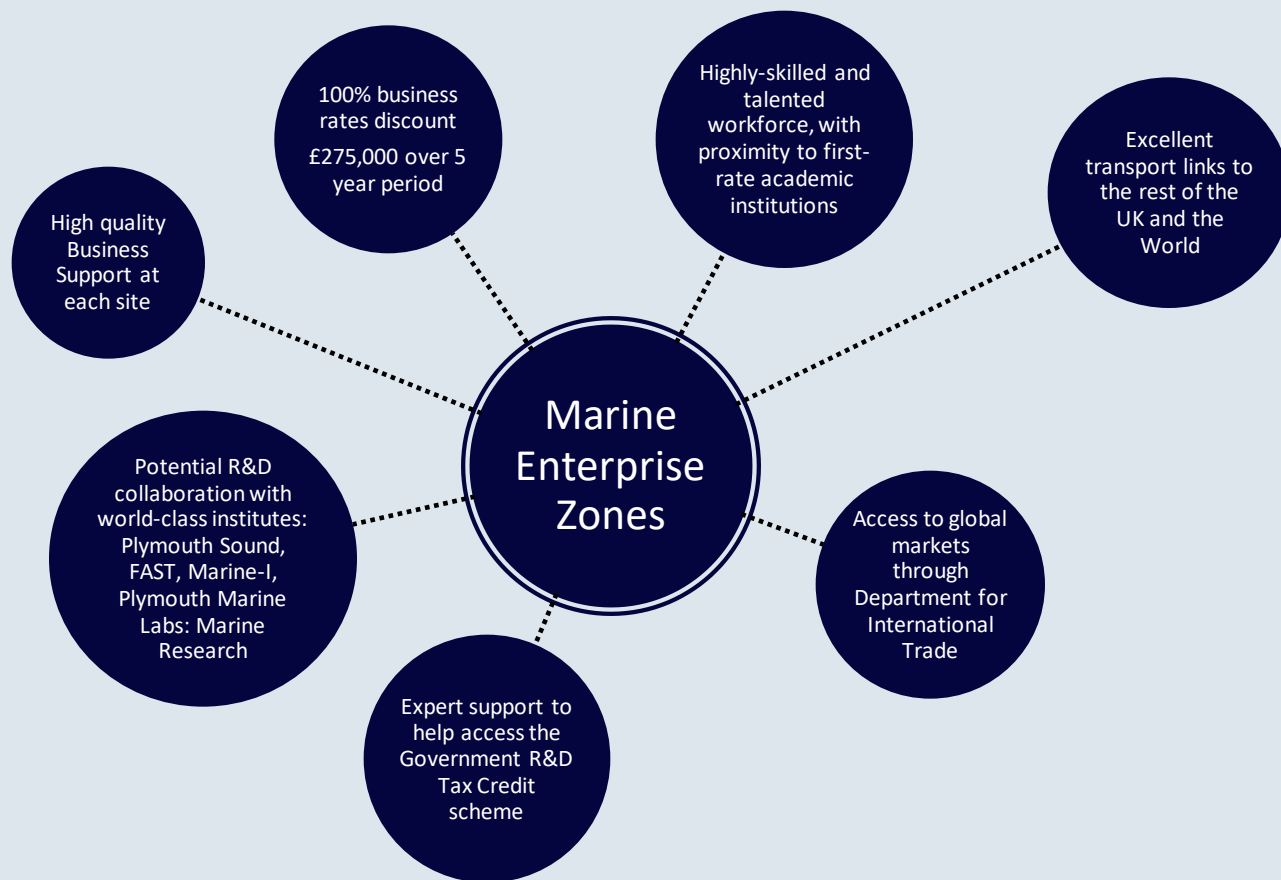 100% business
rates discount
£275,000 over 5
year period
Highly-skilled and
talented
workforce, with
proximity to first-
rate academic
institutions
Excellent
transport links to
the rest of the
UK and the
World
High quality
Business
Support at
each site
Marine
Enterprise
Zones
Potential R&D
collaboration with
world-class institutes:
Plymouth Sound,
FAST, Marine-I,
Plymouth Marine
Labs: Marine
Research
Access to global
markets
through
Department for
International
Trade
Expert support to
help access the
Government R&D
Tax Credit
scheme